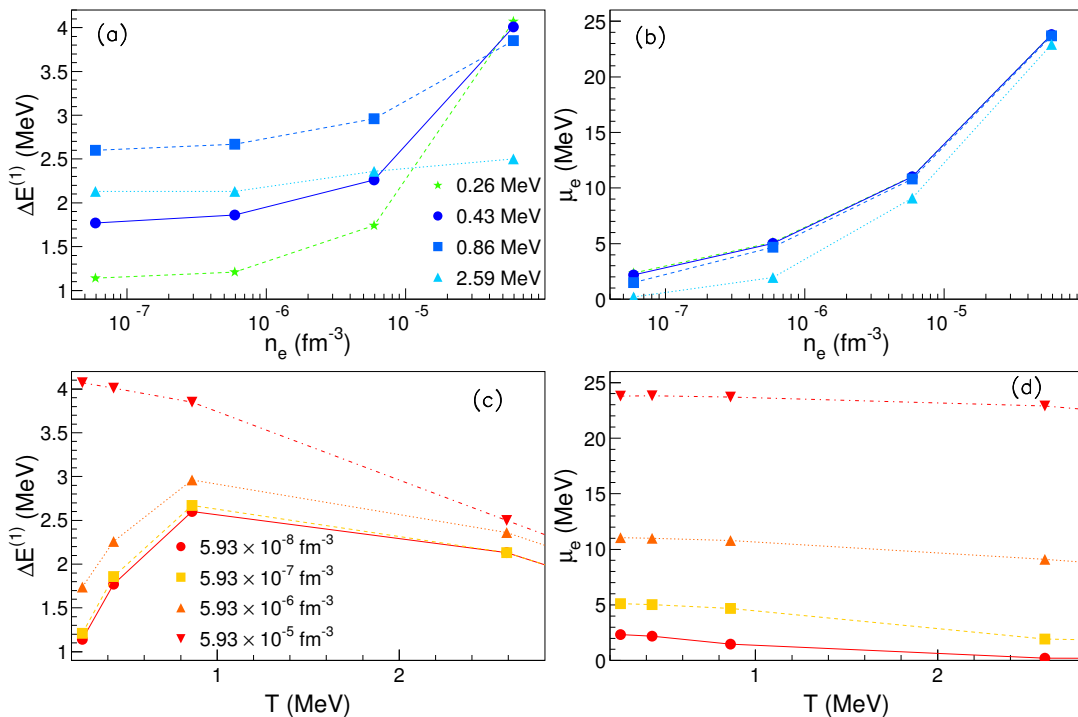 (a)
ΔE^(1) (MeV)
4
3.5
3
2.5
2
1.5
1
0.26 MeV
0.43 MeV
0.86 MeV
2.59 MeV
10^-7 10^-6 10^-5
n_e (fm^-3)
(b)
μ_e (MeV)
25
20
15
10
5
0
10^-7 10^-6 10^-5
n_e (fm^-3)
(c)
ΔE^(1) (MeV)
4
3.5
3
2.5
2
1.5
1
5.93 × 10^-8 fm^-3
5.93 × 10^-7 fm^-3
5.93 × 10^-6 fm^-3
5.93 × 10^-5 fm^-3
1 2
T (MeV)
(d)
μ_e (MeV)
25
20
15
10
5
0
1 2
T (MeV)